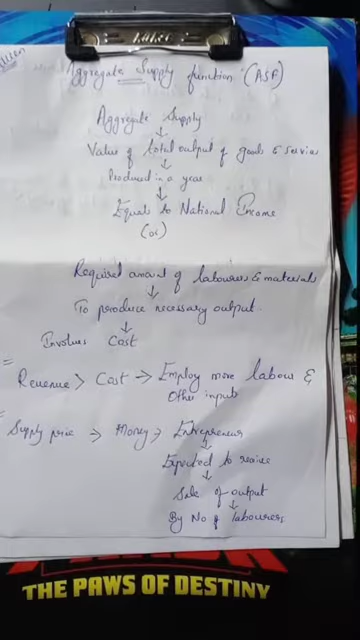 Aggregate Supply function (ASF)
Aggregate Supply
↓
Value of total output of goods & services
↓
Produced in a year
↓
Equals to National Income
(or)
Required amount of labourers & materials
↓
To produce necessary output.
↓
Involves Cost
Revenue > Cost → Employ more labour &
Other inputs
Supply price → Money → Entrepreneur
↓
Expected to receive
↓
Sale of output
↓
By No of labourers
THE PAWS OF DESTINY